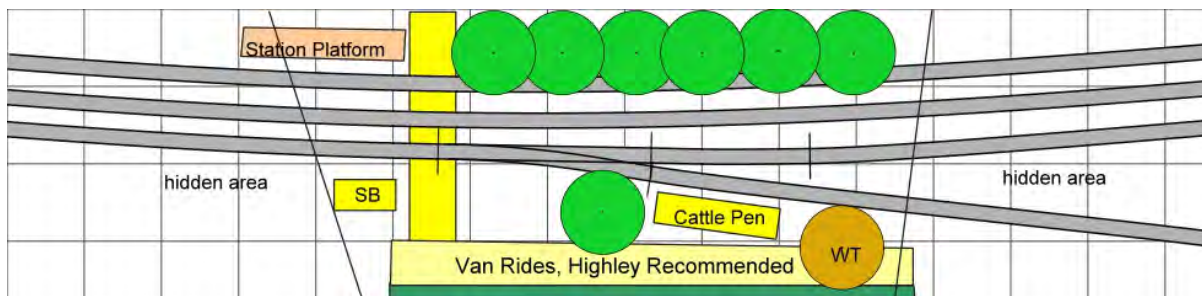 Station Platform
hidden area
SB
Cattle Pen
hidden area
Van Rides, Highley Recommended
WT